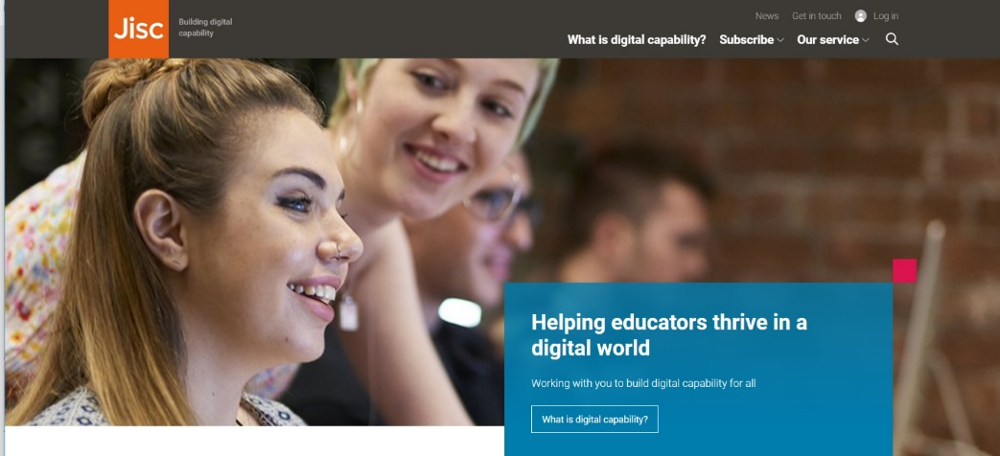 Jisc
Building digital
capability
News Get in touch Log in
What is digital capability? Subscribe Our service
Helping educators thrive in a
digital world
Working with you to build digital capability for all
What is digital capability?